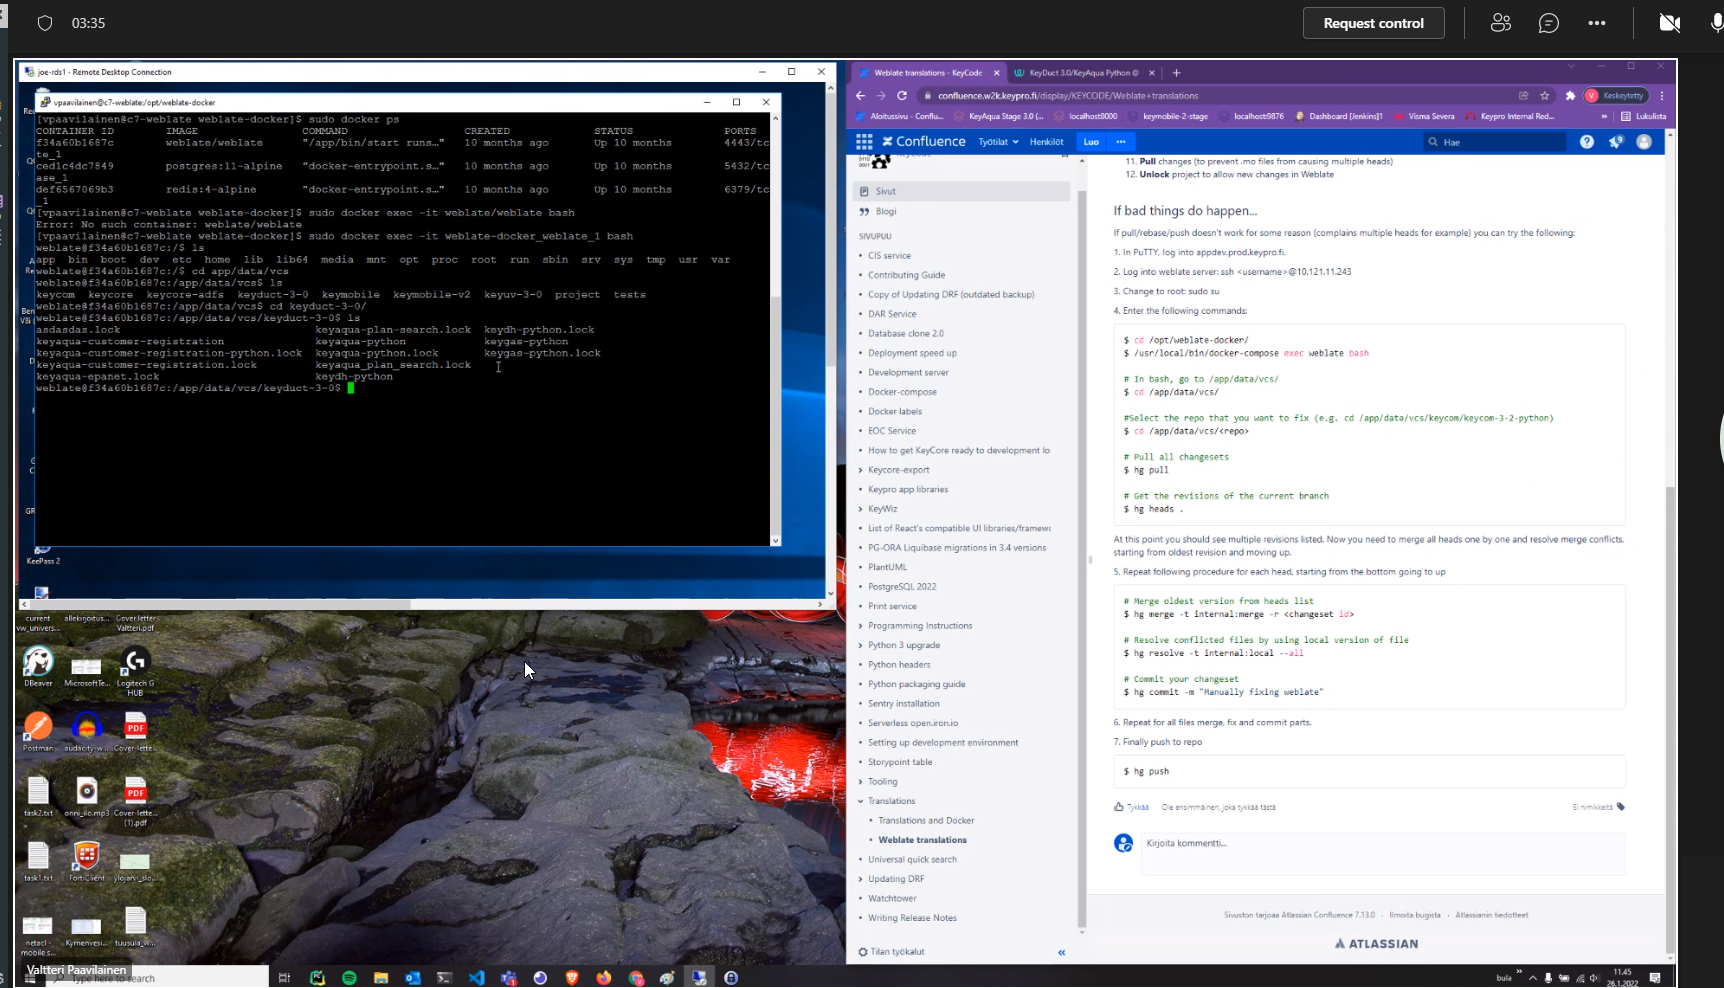 03:35
Request control
joe-rds1 - Remote Desktop Connection
vpaavilainen@c7-weblate:/opt/weblate-docker
[vpaavilainen@c7-weblate weblate-docker]$ sudo docker ps
CONTAINER ID IMAGE COMMAND CREATED STATUS PORTS
f34a60b1687c weblate/weblate "/app/bin/start runs…" 10 months ago Up 10 months 4443/tc
te_1
ced1c4dc7849 postgres:11-alpine "docker-entrypoint.s…" 10 months ago Up 10 months 5432/tc
ase_1
def6567069b3 redis:4-alpine "docker-entrypoint.s…" 10 months ago Up 10 months 6379/tc
_1
[vpaavilainen@c7-weblate weblate-docker]$ sudo docker exec -it weblate/weblate bash
Error: No such container: weblate/weblate
[vpaavilainen@c7-weblate weblate-docker]$ sudo docker exec -it weblate-docker_weblate_1 bash
weblate@f34a60b1687c:/$ ls
app bin boot dev etc home lib lib64 media mnt opt proc root run sbin srv sys tmp usr var
weblate@f34a60b1687c:/$ cd app/data/vcs
weblate@f34a60b1687c:/app/data/vcs$ ls
keycom keycore keycore-adfs keyduct-3-0 keymobile keymobile-v2 keyuv-3-0 project tests
weblate@f34a60b1687c:/app/data/vcs$ cd keyduct-3-0/
weblate@f34a60b1687c:/app/data/vcs/keyduct-3-0$ ls
asdasdas.lock keyaqua-plan-search.lock keydh-python.lock
keyaqua-customer-registration keyaqua-python keygas-python
keyaqua-customer-registration-python.lock keyaqua-python.lock keygas-python.lock
keyaqua-customer-registration.lock keyaqua_plan_search.lock
keyaqua-epanet.lock keydh-python
weblate@f34a60b1687c:/app/data/vcs/keyduct-3-0$
KeePass 2
current vw_univers...
allekirjoitus...
Cover letter Valtteri.pdf
DBeaver
MicrosoftTe...
Logitech G HUB
Postman
audacity-w...
Cover-lette...
task2.txt
onni_ilo.mp3
Cover-lette... (1).pdf
task1.txt
FortiClient
ylojarvi_slo...
netacl - mobile s...
Kymenvesi...
tuusula_w...
Valtteri Paavilainen
Type here to search
Weblate translations - KeyCode
KeyDuct 3.0/KeyAqua Python @
confluence.w2k.keypro.fi/display/KEYCODE/Weblate+translations
Keskeytetty
Aloitussivu - Conflu...
KeyAqua Stage 3.0 (...
localhost8000
keymobile-2-stage
localhost:9876
Dashboard [Jenkins]1
Visma Severa
Keypro Internal Red...
»
Lukulista
Confluence
Työtilat
Henkilöt
Luo
Hae
Sivut
Blogi
SIVUPUU
CIS service
Contributing Guide
Copy of Updating DRF (outdated backup)
DAR Service
Database clone 2.0
Deployment speed up
Development server
Docker-compose
Docker labels
EOC Service
How to get KeyCore ready to development lo
Keycore-export
Keypro app libraries
KeyWiz
List of React's compatible UI libraries/framewo
PG-ORA Liquibase migrations in 3.4 versions
PlantUML
PostgreSQL 2022
Print service
Programming Instructions
Python 3 upgrade
Python headers
Python packaging guide
Sentry installation
Serverless open.iron.io
Setting up development environment
Storypoint table
Tooling
Translations
Translations and Docker
Weblate translations
Universal quick search
Updating DRF
Watchtower
Writing Release Notes
Tilan työkalut
«
11. Pull changes (to prevent .mo files from causing multiple heads)
12. Unlock project to allow new changes in Weblate
If bad things do happen...
If pull/rebase/push doesn't work for some reason (complains multiple heads for example) you can try the following:
1. In PuTTY, log into appdev.prod.keypro.fi.
2. Log into weblate server: ssh <username>@10.121.11.243
3. Change to root: sudo su
4. Enter the following commands:
$ cd /opt/weblate-docker/
$ /usr/local/bin/docker-compose exec weblate bash
# In bash, go to /app/data/vcs/
$ cd /app/data/vcs/
#Select the repo that you want to fix (e.g. cd /app/data/vcs/keycom/keycom-3-2-python)
$ cd /app/data/vcs/<repo>
# Pull all changesets
$ hg pull
# Get the revisions of the current branch
$ hg heads .
At this point you should see multiple revisions listed. Now you need to merge all heads one by one and resolve merge conflicts,
starting from oldest revision and moving up.
5. Repeat following procedure for each head, starting from the bottom going to up
# Merge oldest version from heads list
$ hg merge -t internal:merge -r <changeset id>
# Resolve conflicted files by using local version of file
$ hg resolve -t internal:local --all
# Commit your changeset
$ hg commit -m "Manually fixing weblate"
6. Repeat for all files merge, fix and commit parts.
7. Finally push to repo
$ hg push
Tykkää Ole ensimmäinen, joka tykkää tästä
Ei nimikkeitä
Kirjoita kommentti...
Sivuston tarjoaa Atlassian Confluence 7.13.0 · Ilmoita bugista · Atlassianin tiedotteet
ATLASSIAN
bula
11.45
26.1.2022